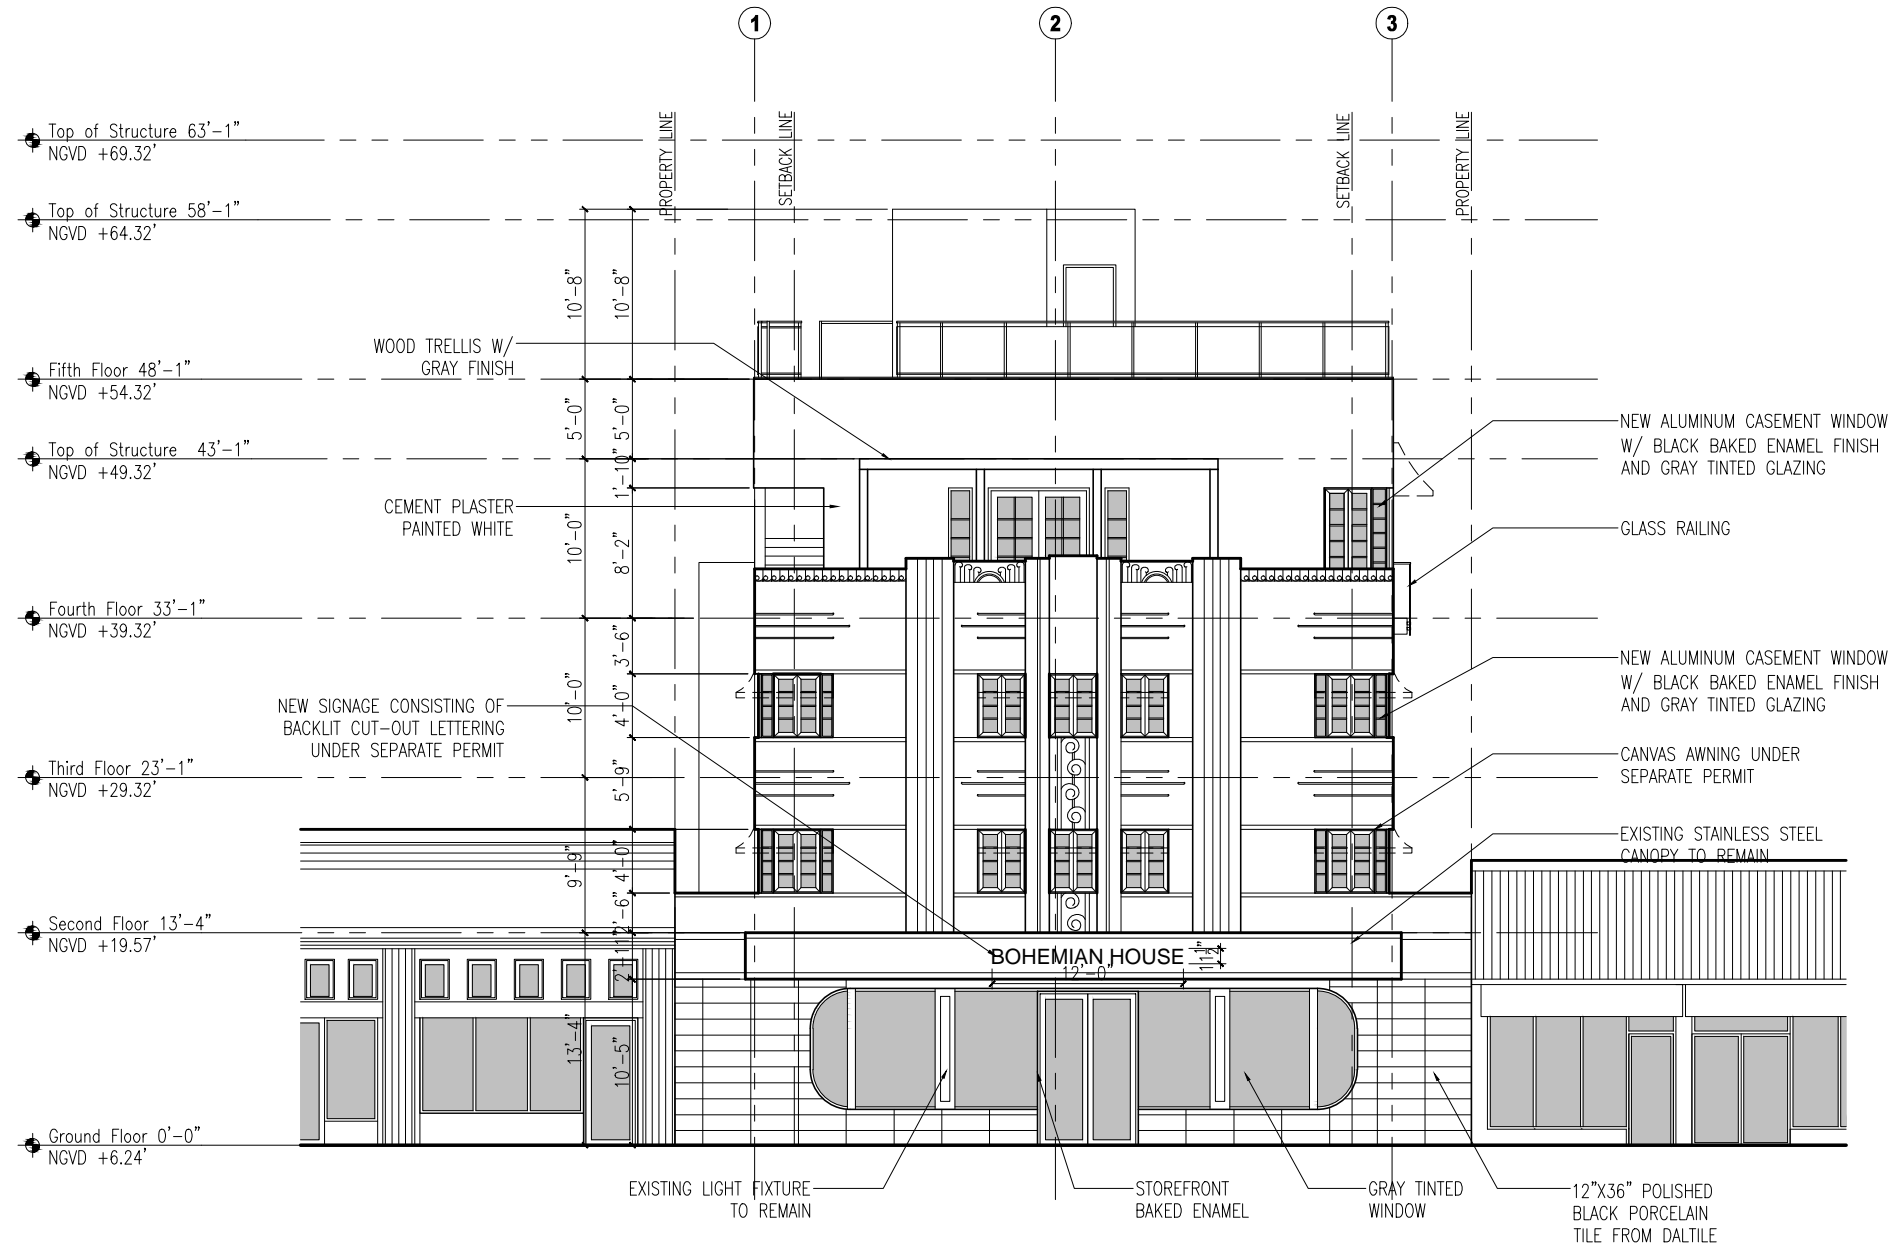 1
2
3
PROPERTY LINE
SETBACK LINE
SETBACK LINE
PROPERTY LINE
Top of Structure 63'-1"
NGVD +69.32'
Top of Structure 58'-1"
NGVD +64.32'
Fifth Floor 48'-1"
NGVD +54.32'
Top of Structure 43'-1"
NGVD +49.32'
Fourth Floor 33'-1"
NGVD +39.32'
Third Floor 23'-1"
NGVD +29.32'
Second Floor 13'-4"
NGVD +19.57'
Ground Floor 0'-0"
NGVD +6.24'
10'-8"
5'-0"
10'-0"
10'-0"
9'-9"
13'-4"
10'-8"
5'-0"
1'-10"
8'-2"
3'-6"
4'-0"
5'-9"
4'-0"
2'-6"
2'-11"
10'-5"
WOOD TRELLIS W/
GRAY FINISH
CEMENT PLASTER
PAINTED WHITE
NEW SIGNAGE CONSISTING OF
BACKLIT CUT-OUT LETTERING
UNDER SEPARATE PERMIT
NEW ALUMINUM CASEMENT WINDOW
W/ BLACK BAKED ENAMEL FINISH
AND GRAY TINTED GLAZING
GLASS RAILING
NEW ALUMINUM CASEMENT WINDOW
W/ BLACK BAKED ENAMEL FINISH
AND GRAY TINTED GLAZING
CANVAS AWNING UNDER
SEPARATE PERMIT
EXISTING STAINLESS STEEL
CANOPY TO REMAIN
BOHEMIAN HOUSE
12'-0"
EXISTING LIGHT FIXTURE
TO REMAIN
STOREFRONT
BAKED ENAMEL
GRAY TINTED
WINDOW
12"X36" POLISHED
BLACK PORCELAIN
TILE FROM DALTILE